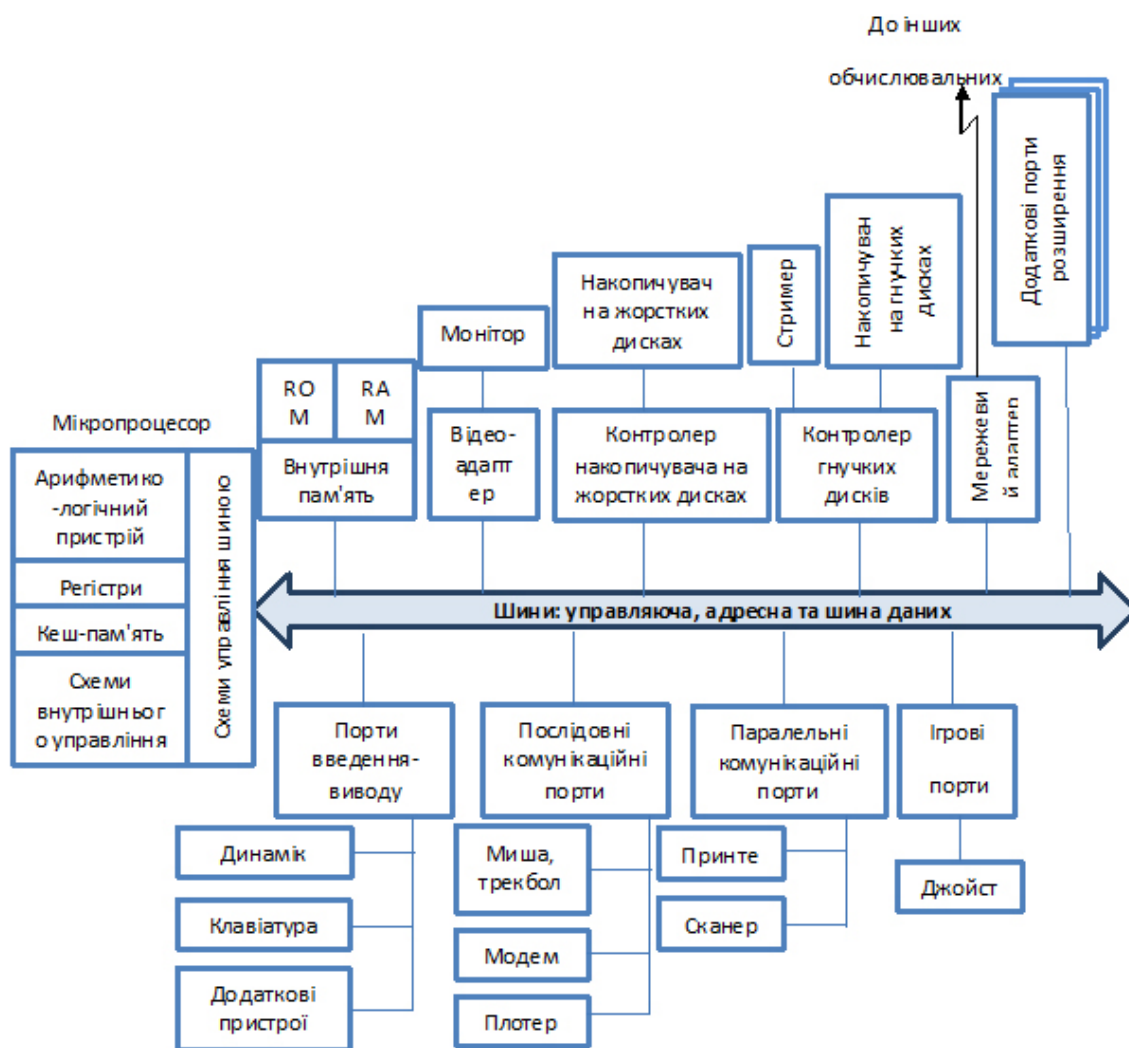 До інших
обчислювальних
Додаткові порти
розширення
Накопичувач
на жорстких
дисках
Стример
Накопичуван
на гнучких
дисках
Монітор
RO
M
RA
M
Мікропроцесор
Внутрішня
пам'ять
Відео-
адапт
ер
Контролер
накопичувача на
жорстких дисках
Контролер
гнучких
дисків
Мережеви
й адаптер
Арифметико
-логічний
пристрій
Регістри
Кеш-пам'ять
Схеми
внутрішньог
о управління
Схеми управління шиною
Шини: управляюча, адресна та шина даних
Порти
введення-
виводу
Послідовні
комунікаційні
порти
Паралельні
комунікаційні
порти
Ігрові
порти
Динамік
Клавіатура
Додаткові
пристрої
Миша,
трекбол
Модем
Плотер
Принте
Сканер
Джойст